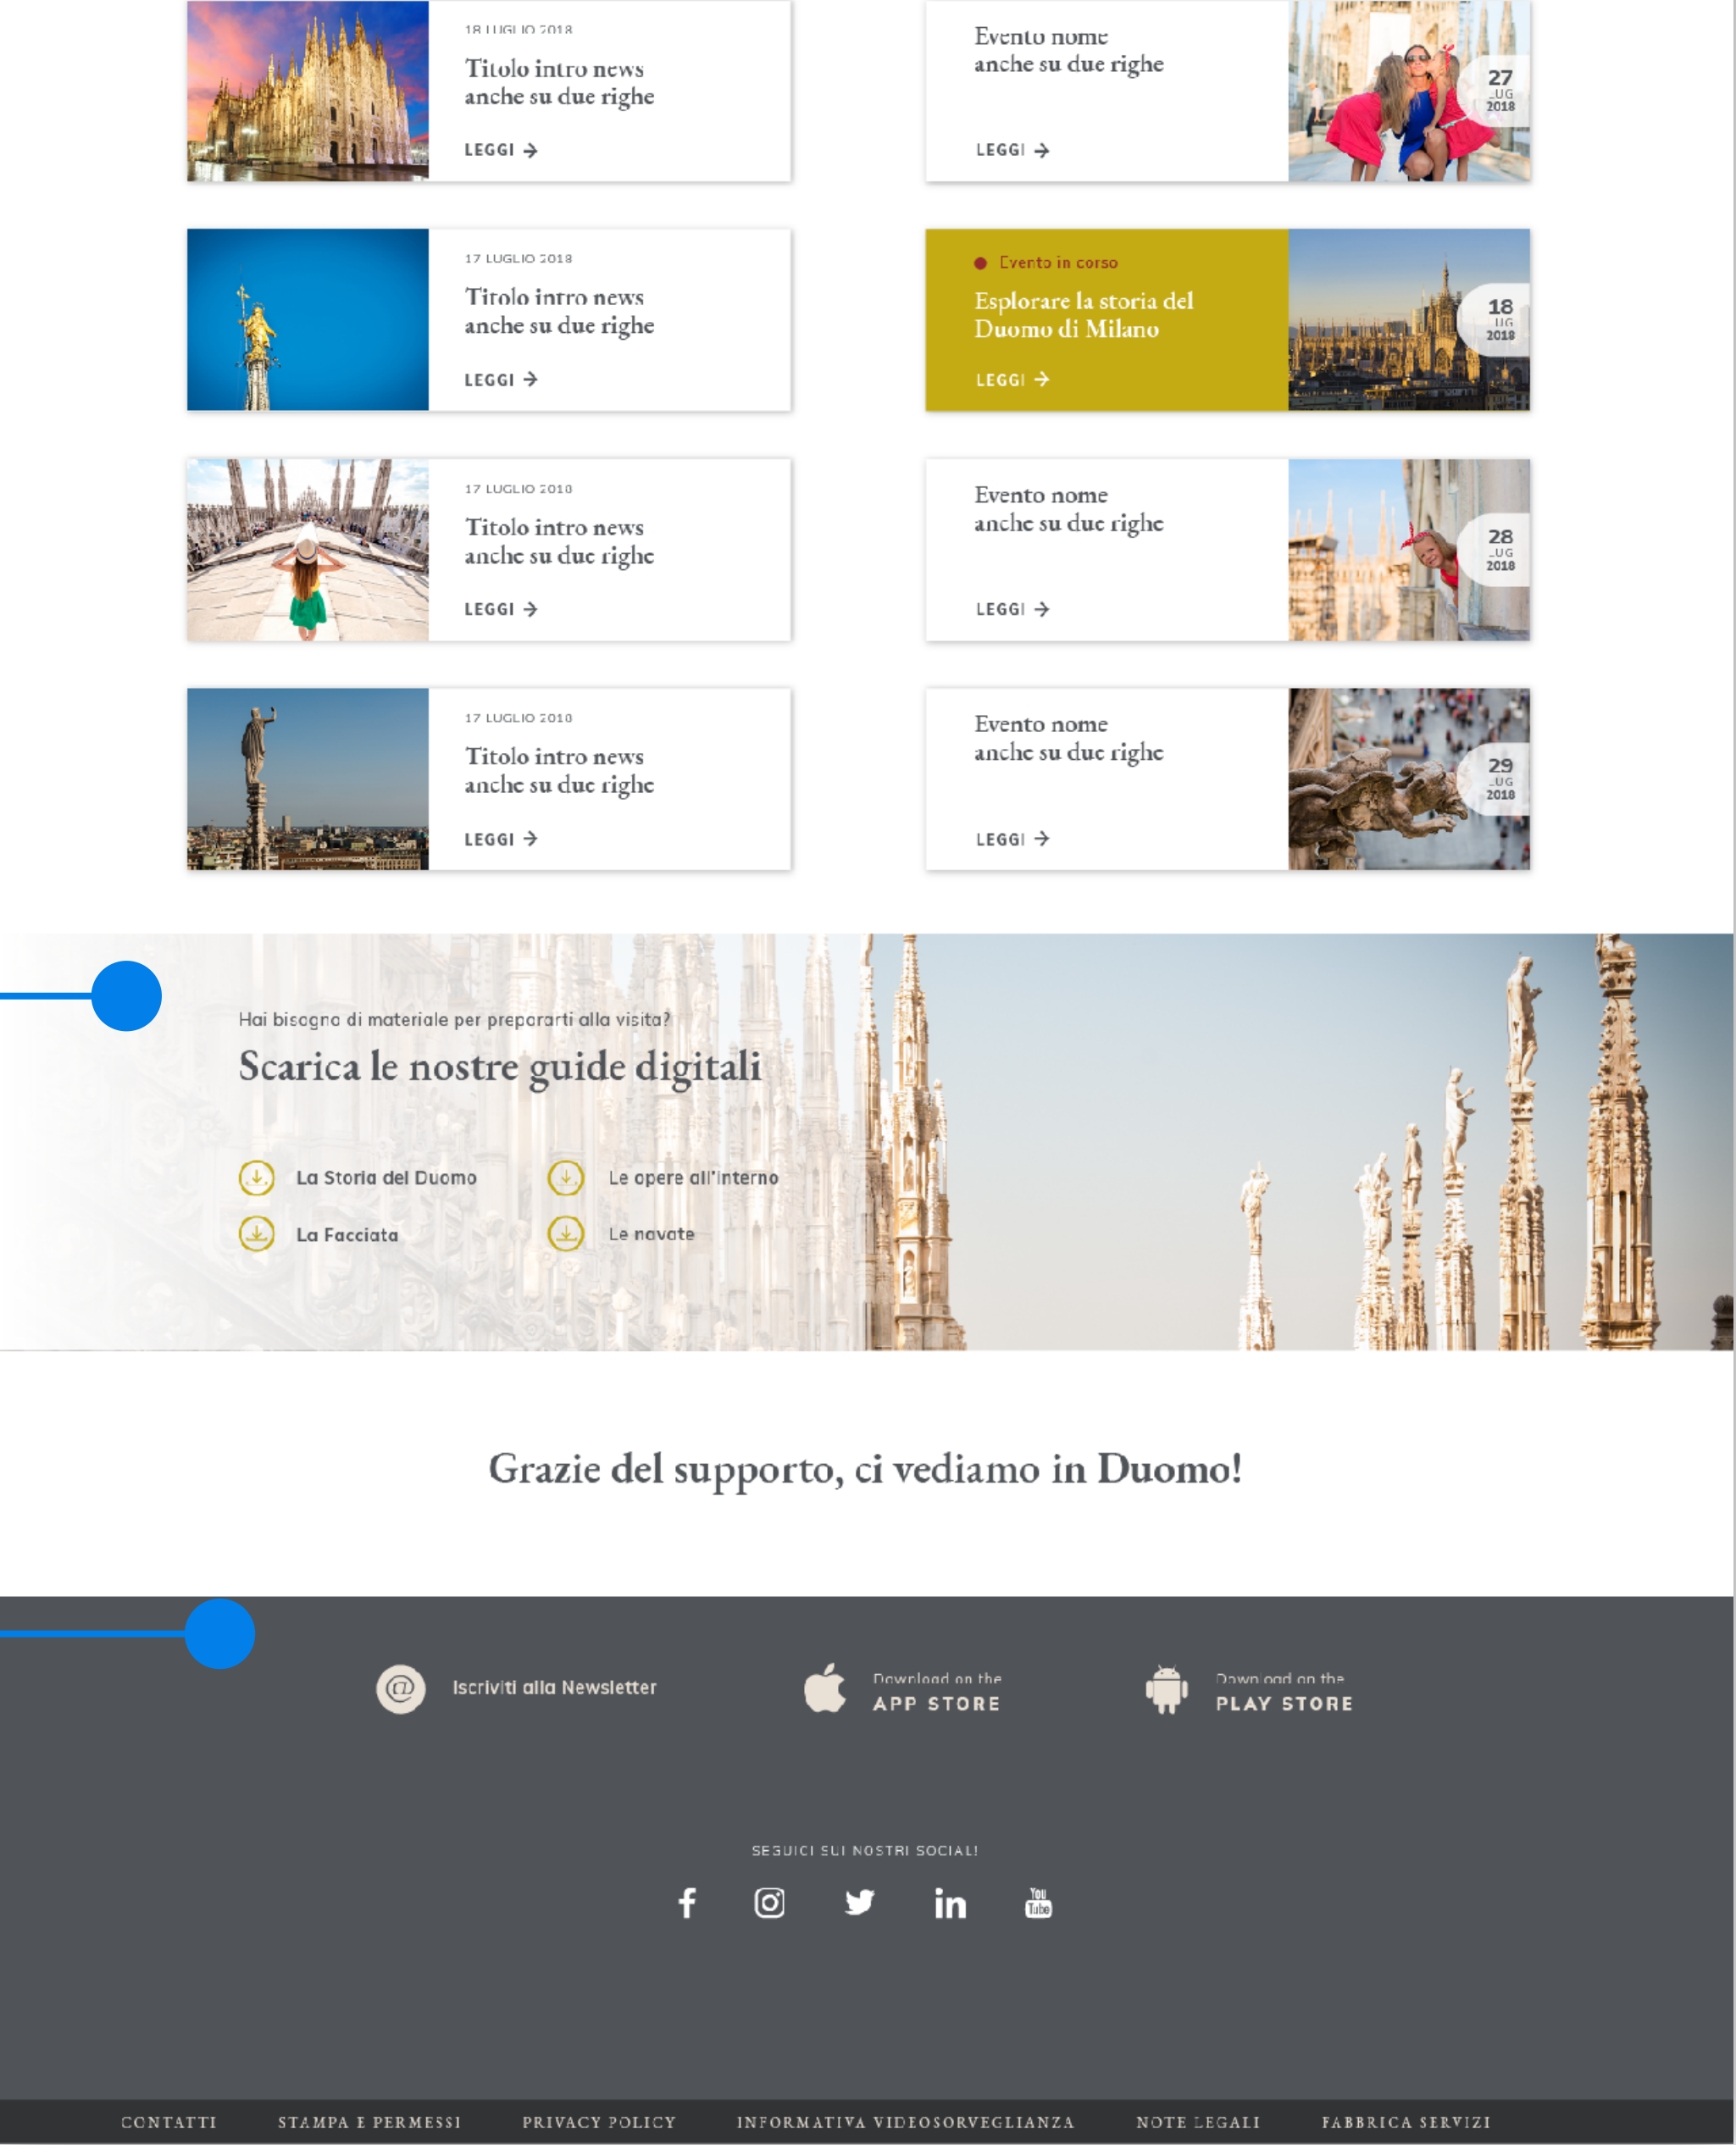 18 LUGLIO 2018
Titolo intro news
anche su due righe
LEGGI →
Evento nome
anche su due righe
LEGGI →
27
LUG
2018
17 LUGLIO 2018
Titolo intro news
anche su due righe
LEGGI →
Evento in corso
Esplorare la storia del
Duomo di Milano
LEGGI →
18
LUG
2018
17 LUGLIO 2018
Titolo intro news
anche su due righe
LEGGI →
Evento nome
anche su due righe
LEGGI →
28
LUG
2018
17 LUGLIO 2018
Titolo intro news
anche su due righe
LEGGI →
Evento nome
anche su due righe
LEGGI →
29
LUG
2018
Hai bisogno di materiale per prepararti alla visita?
Scarica le nostre guide digitali
La Storia del Duomo
Le opere all'interno
La Facciata
Le navate
Grazie del supporto, ci vediamo in Duomo!
@ Iscriviti alla Newsletter
Download on the
APP STORE
Download on the
PLAY STORE
SEGUICI SUI NOSTRI SOCIAL!
f
in
You
Tube
CONTATTI STAMPA E PERMESSI PRIVACY POLICY INFORMATIVA VIDEOSORVEGLIANZA NOTE LEGALI FABBRICA SERVIZI